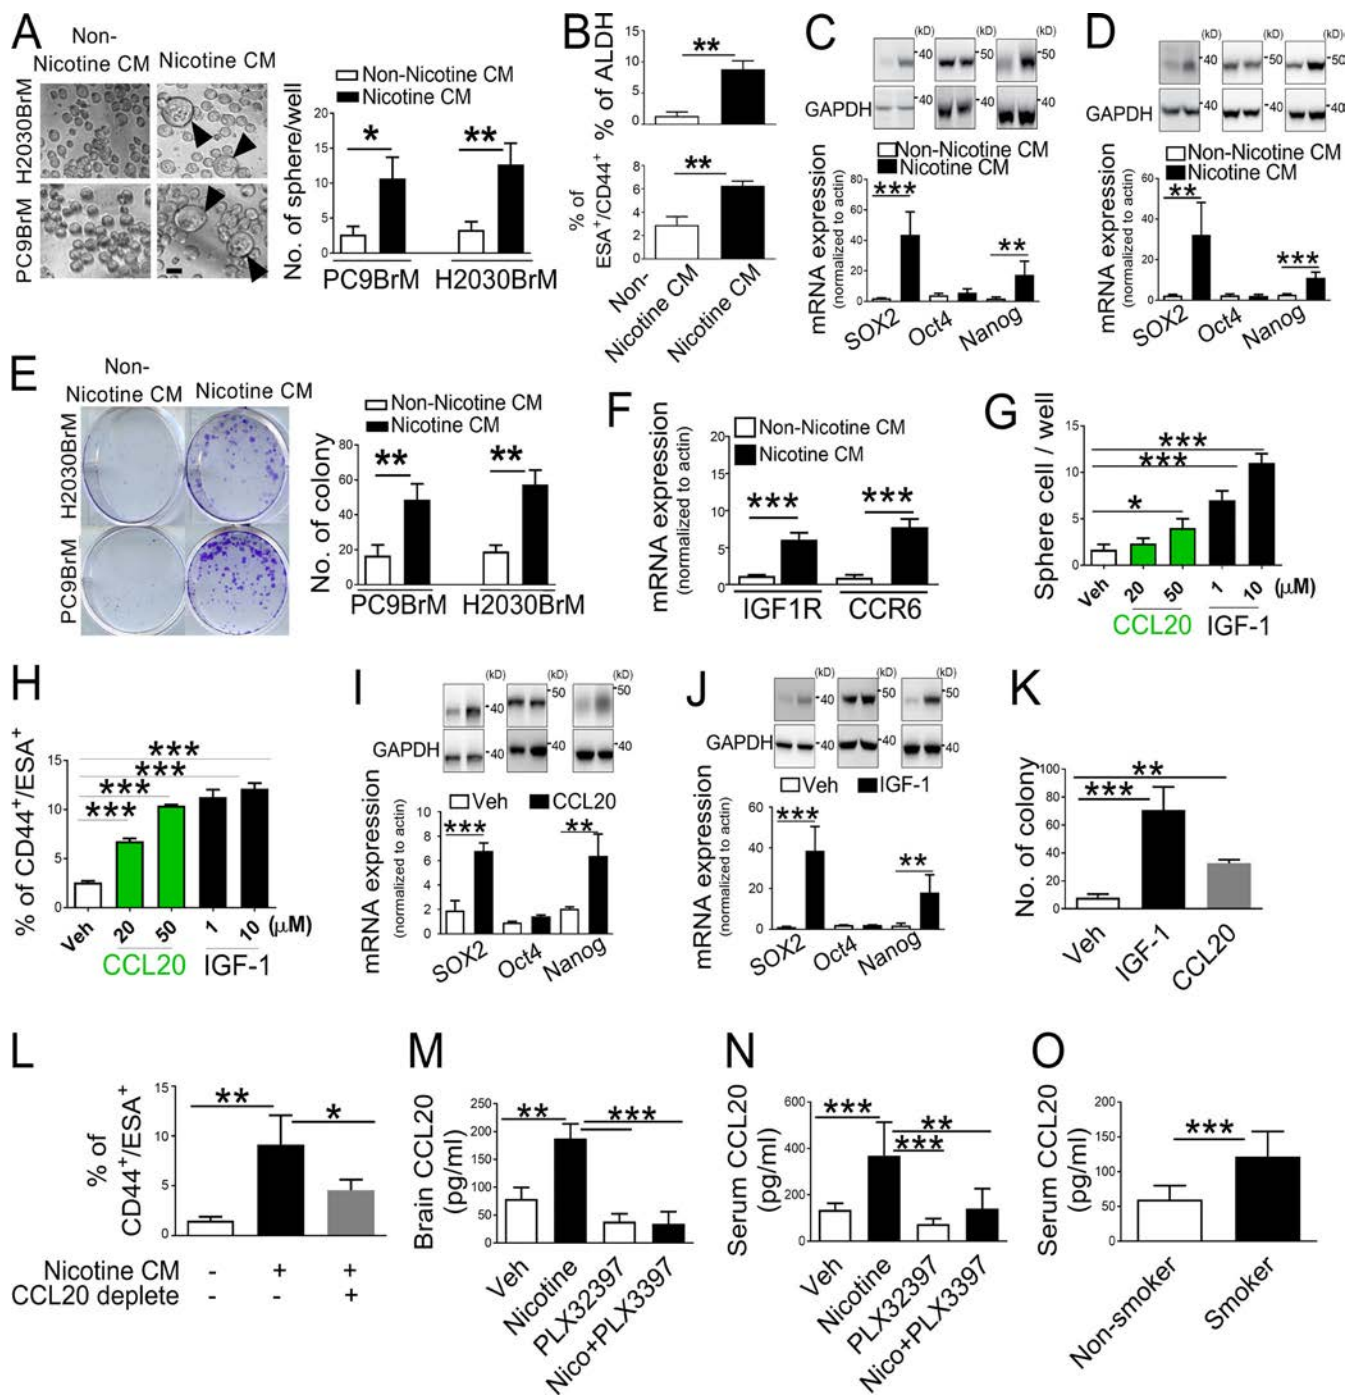 A
Non-
Nicotine CM
Nicotine CM
H2030BrM
PC9BrM
Non-Nicotine CM
Nicotine CM
No. of sphere/well
20
15
10
5
0
*
**
PC9BrM
H2030BrM
B
% of ALDH
15
10
5
0
**
% of
ESA+/CD44+
8
6
4
2
0
**
Non-
Nicotine CM
Nicotine CM
C
(kD) (kD) (kD)
40 50 50
GAPDH
40 40 40
Non-Nicotine CM
Nicotine CM
mRNA expression
(normalized to actin)
80
60
40
20
0
***
**
SOX2 Oct4 Nanog
D
(kD) (kD) (kD)
40 50 50
GAPDH
40 40 40
Non-Nicotine CM
Nicotine CM
mRNA expression
(normalized to actin)
60
40
20
0
**
***
SOX2 Oct4 Nanog
E
Non-
Nicotine CM
Nicotine CM
H2030BrM
PC9BrM
Non-Nicotine CM
Nicotine CM
No. of colony
80
60
40
20
0
**
**
PC9BrM
H2030BrM
F
Non-Nicotine CM
Nicotine CM
mRNA expression
(normalized to actin)
20
15
10
5
0
***
***
IGF1R
CCR6
G
Sphere cell / well
15
10
5
0
***
***
*
Veh 20 50 1 10 (μM)
CCL20 IGF-1
H
% of CD44+/ESA+
15
10
5
0
***
***
***
***
Veh 20 50 1 10 (μM)
CCL20 IGF-1
I
(kD) (kD) (kD)
40 50 50
GAPDH
40 40 40
Veh CCL20
mRNA expression
(normalized to actin)
8
6
4
2
0
***
**
SOX2 Oct4 Nanog
J
(kD) (kD) (kD)
40 50 50
GAPDH
40 40 40
Veh IGF-1
mRNA expression
(normalized to actin)
60
40
20
0
***
**
SOX2 Oct4 Nanog
K
No. of colony
100
80
60
40
20
0
**
***
Veh IGF-1 CCL20
L
% of
CD44+/ESA+
15
10
5
0
**
*
Nicotine CM - + +
CCL20 deplete - - +
M
Brain CCL20
(pg/ml)
250
200
150
100
50
0
**
***
Veh
Nicotine
PLX32397
Nico+PLX3397
N
Serum CCL20
(pg/ml)
600
400
200
0
***
**
***
Veh
Nicotine
PLX32397
Nico+PLX3397
O
Serum CCL20
(pg/ml)
200
150
100
50
0
***
Non-smoker
Smoker